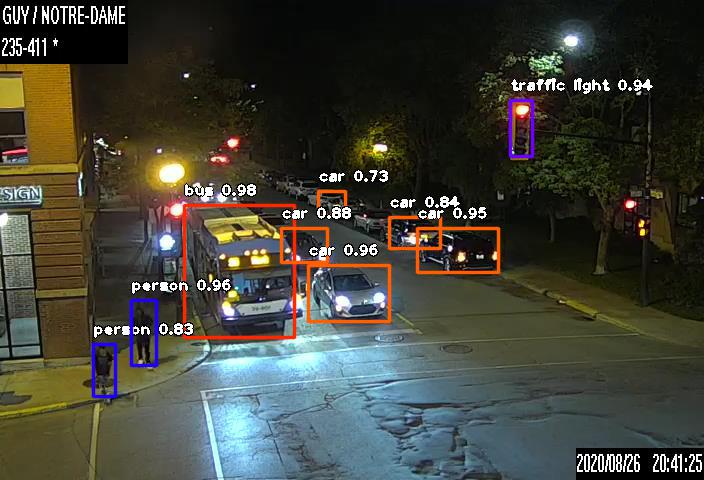 GUY / NOTRE-DAME
235-411 *
traffic light 0.94
car 0.73
bus 0.98
car 0.84
car 0.88
car 0.95
SIGN
car 0.96
person 0.96
person 0.83
2020/08/26 20:41:25